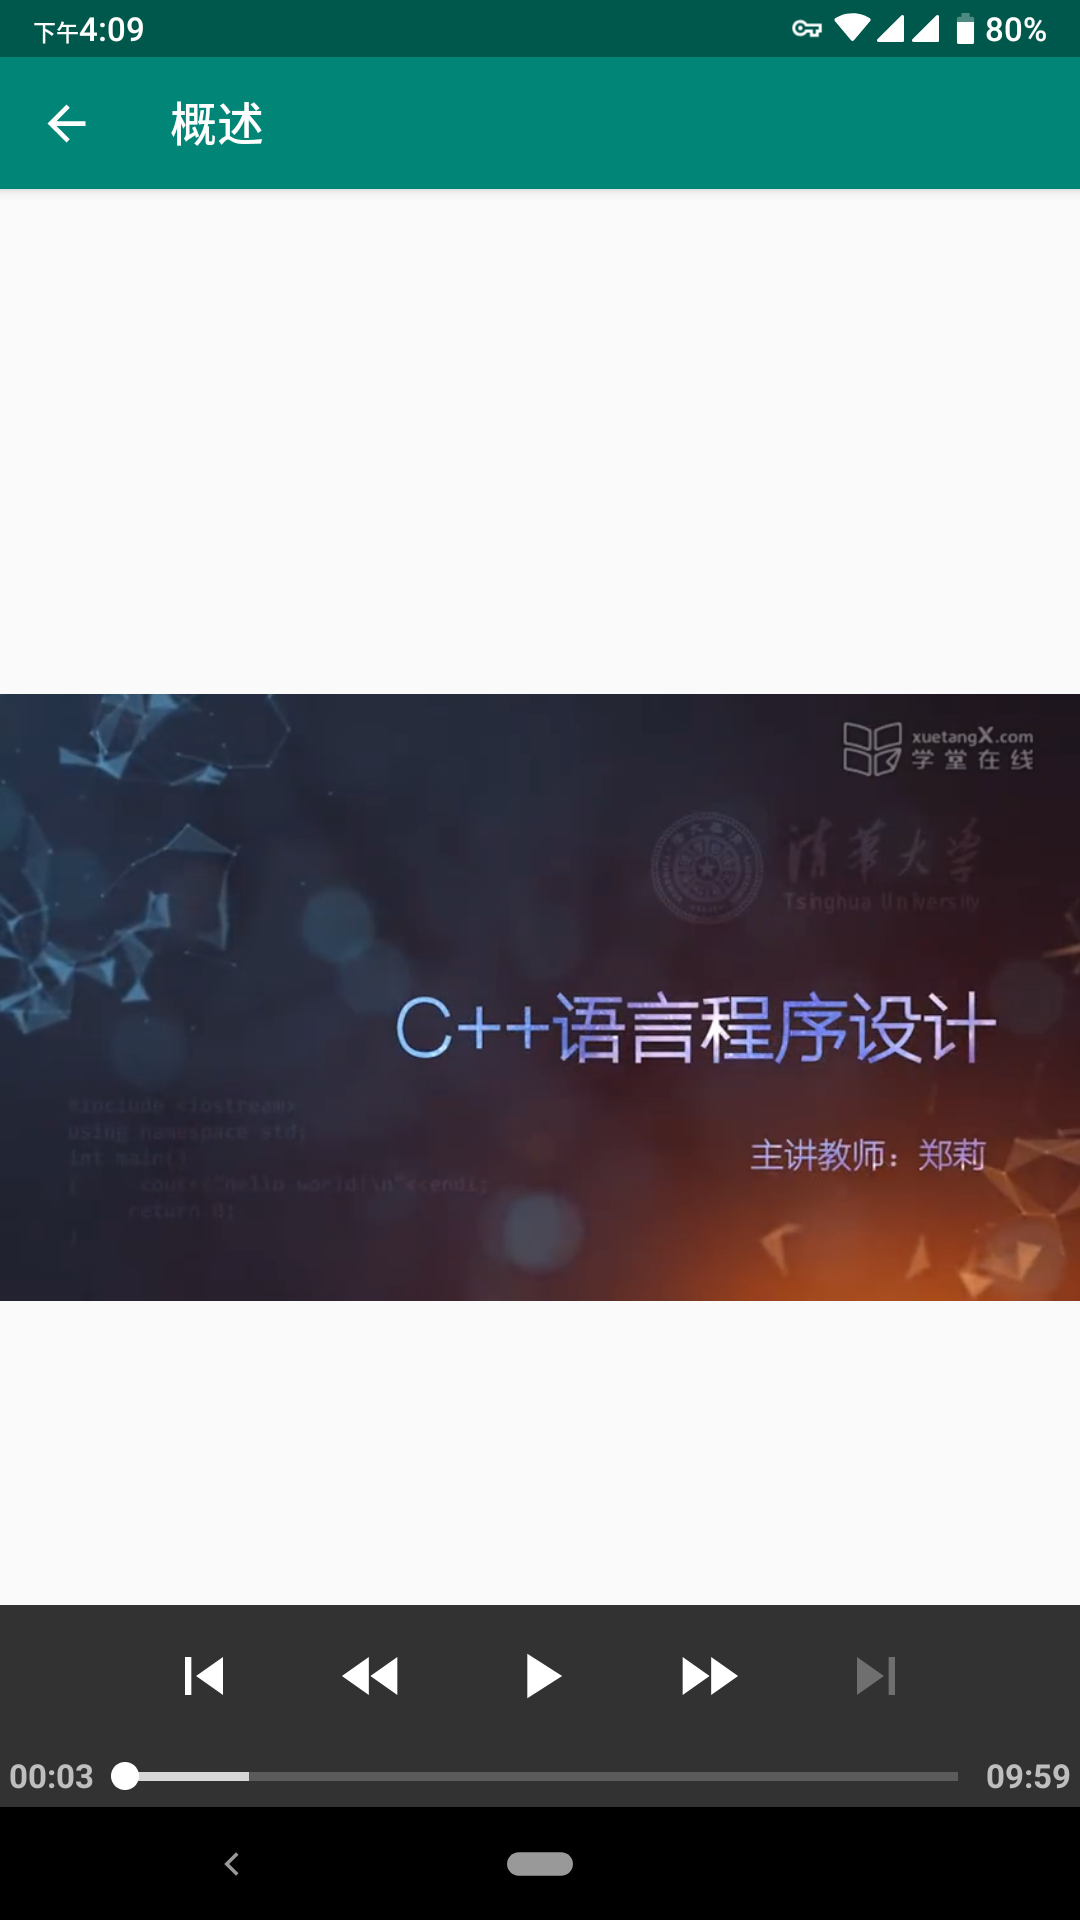 下午4:09
80%
概述
xuetangX.com
学堂在线
清华大学
Tsinghua University
C++语言程序设计
#include <iostream>
using namespace std;
int main()
{ cout<<"hello world!\n"<<endl;
return 0;
}
主讲教师：郑莉
00:03
09:59